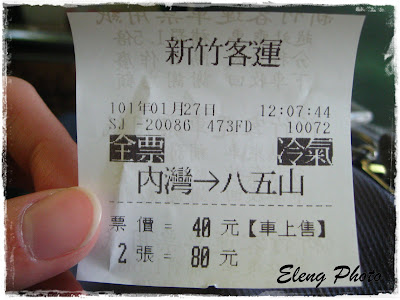 新竹客運
101年01月27日 12:07:44
SJ -20086 473FD 10072
全票 冷氣
內灣→八五山
票 價 = 40 元【車上售】
2 張 = 80 元
Eleng Photo